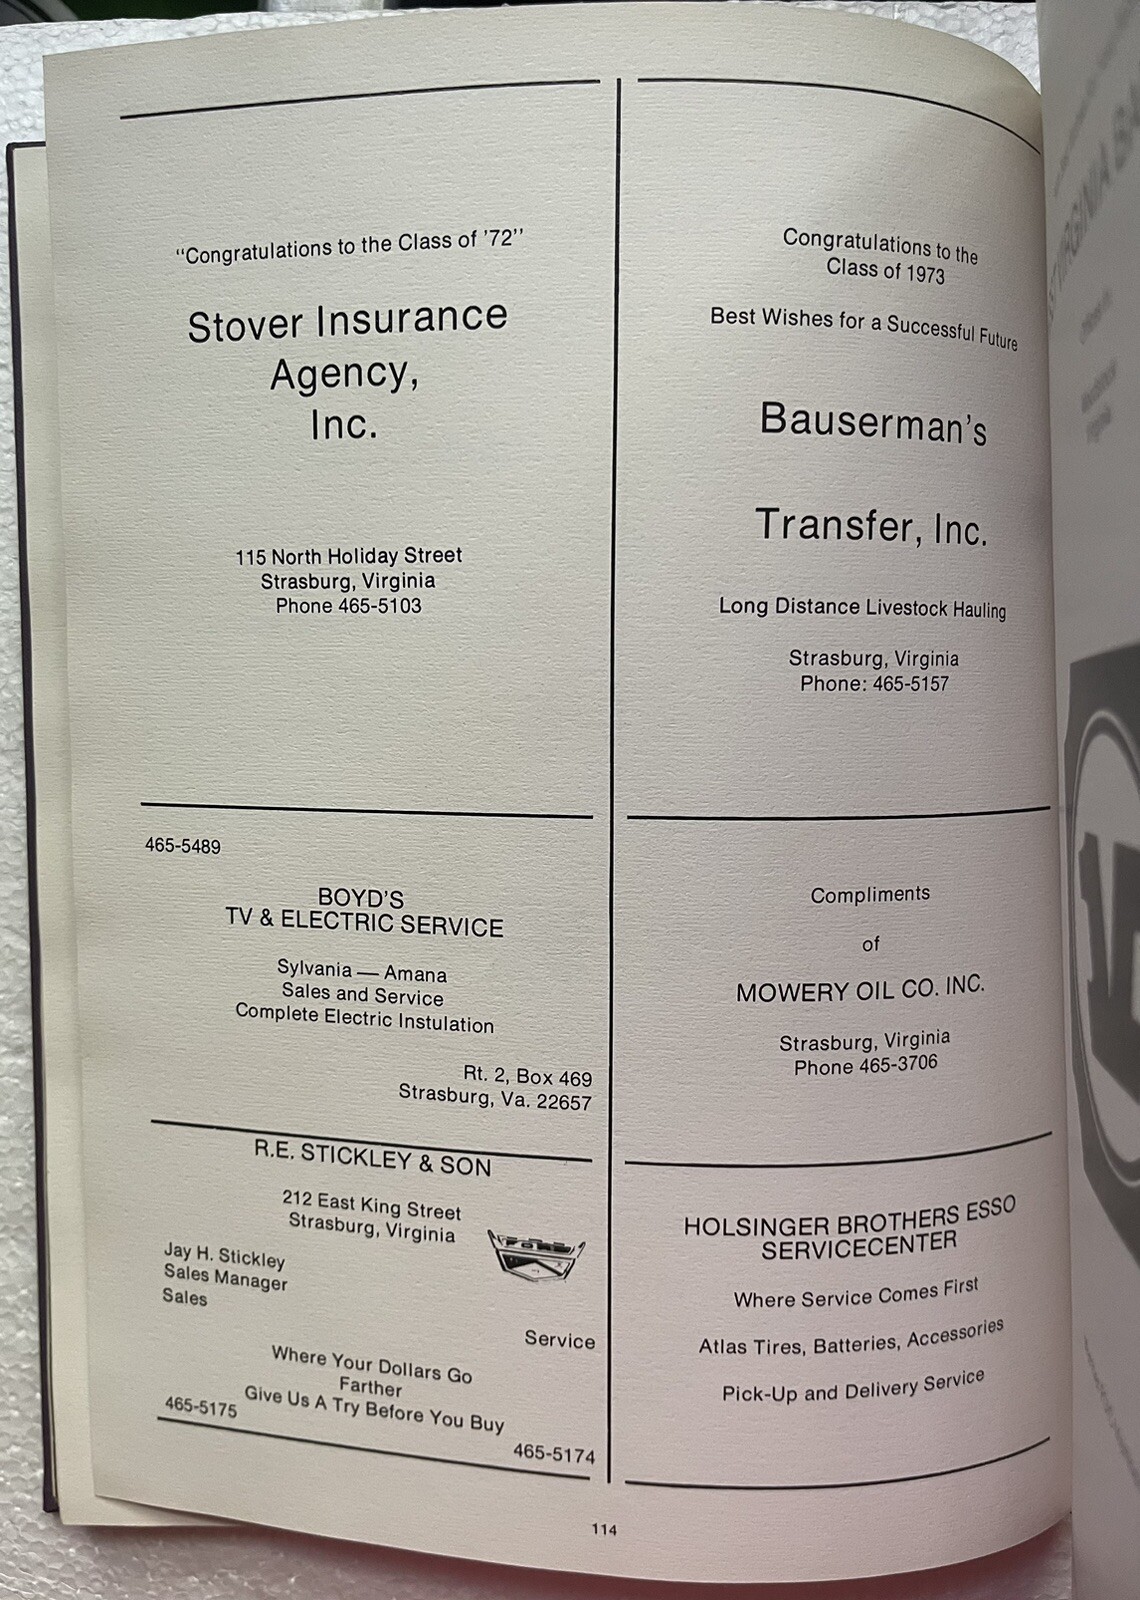 “Congratulations to the Class of ’72”
Stover Insurance
Agency,
Inc.
115 North Holiday Street
Strasburg, Virginia
Phone 465-5103
Congratulations to the
Class of 1973
Best Wishes for a Successful Future
Bauserman’s
Transfer, Inc.
Long Distance Livestock Hauling
Strasburg, Virginia
Phone: 465-5157
465-5489
BOYD’S
TV & ELECTRIC SERVICE
Sylvania — Amana
Sales and Service
Complete Electric Instulation
Rt. 2, Box 469
Strasburg, Va. 22657
Compliments
of
MOWERY OIL CO. INC.
Strasburg, Virginia
Phone 465-3706
R.E. STICKLEY & SON
212 East King Street
Strasburg, Virginia
FORD
Jay H. Stickley
Sales Manager
Sales
Service
Where Your Dollars Go
Farther
Give Us A Try Before You Buy
465-5175
465-5174
HOLSINGER BROTHERS ESSO
SERVICECENTER
Where Service Comes First
Atlas Tires, Batteries, Accessories
Pick-Up and Delivery Service
114
VIRGINIA